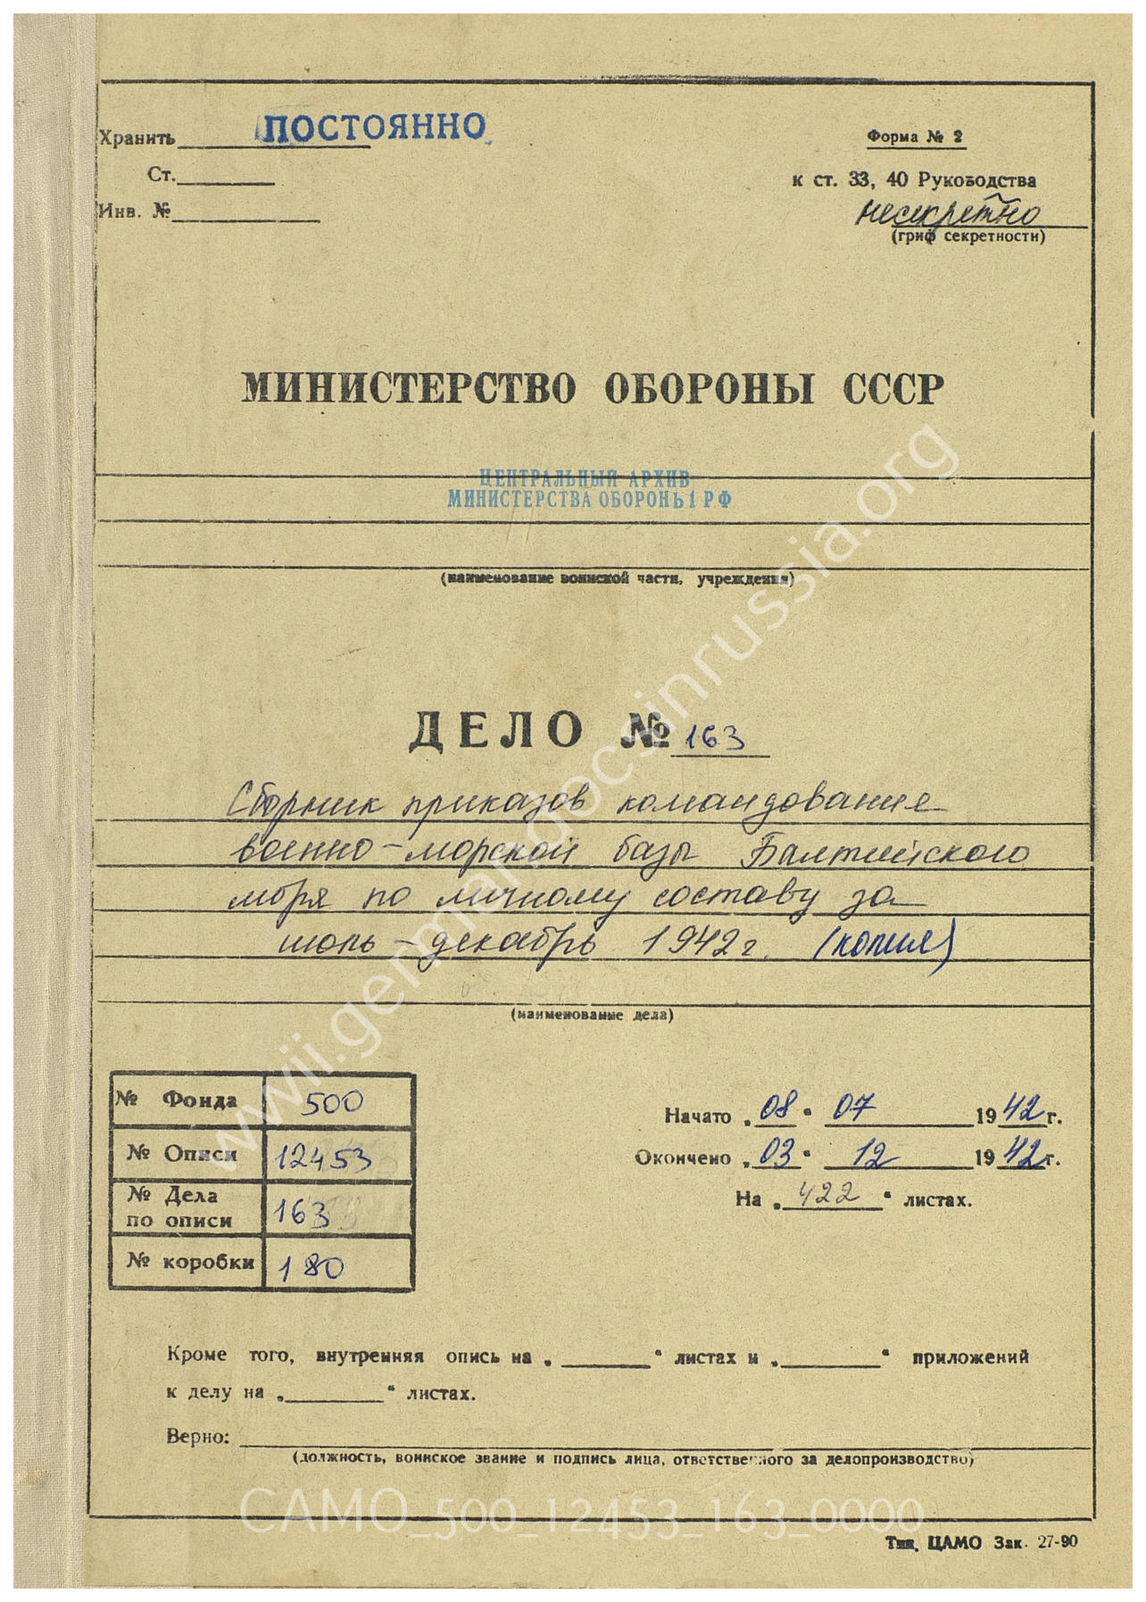 Хранить ПОСТОЯННО
Ст.
Инв. №
Форма № 2
к ст. 33, 40 Руководства
несекретно
(гриф секретности)
МИНИСТЕРСТВО ОБОРОНЫ СССР
ЦЕНТРАЛЬНЫЙ АРХИВ
МИНИСТЕРСТВА ОБОРОНЫ РФ
(наименование воинской части, учреждения)
ДЕЛО № 163
Сборник приказов командования
военно-морской базы Балтийского
моря по личному составу за
июль - декабрь 1942 г. (копия)
(наименование дела)
№ Фонда 500
№ Описи 12453
№ Дела
по описи 163
№ коробки 180
Начато „08“ 07 1942 г.
Окончено „03“ 12 1942 г.
На „422“ листах.
Кроме того, внутренняя опись на „ “ листах и „ “ приложений
к делу на „ “ листах.
Верно:
(должность, воинское звание и подпись лица, ответственного за делопроизводство)
CAMO_500_12453_163_0000
Тип. ЦАМО Зак. 27-90
wwii.germandocsinrussia.org